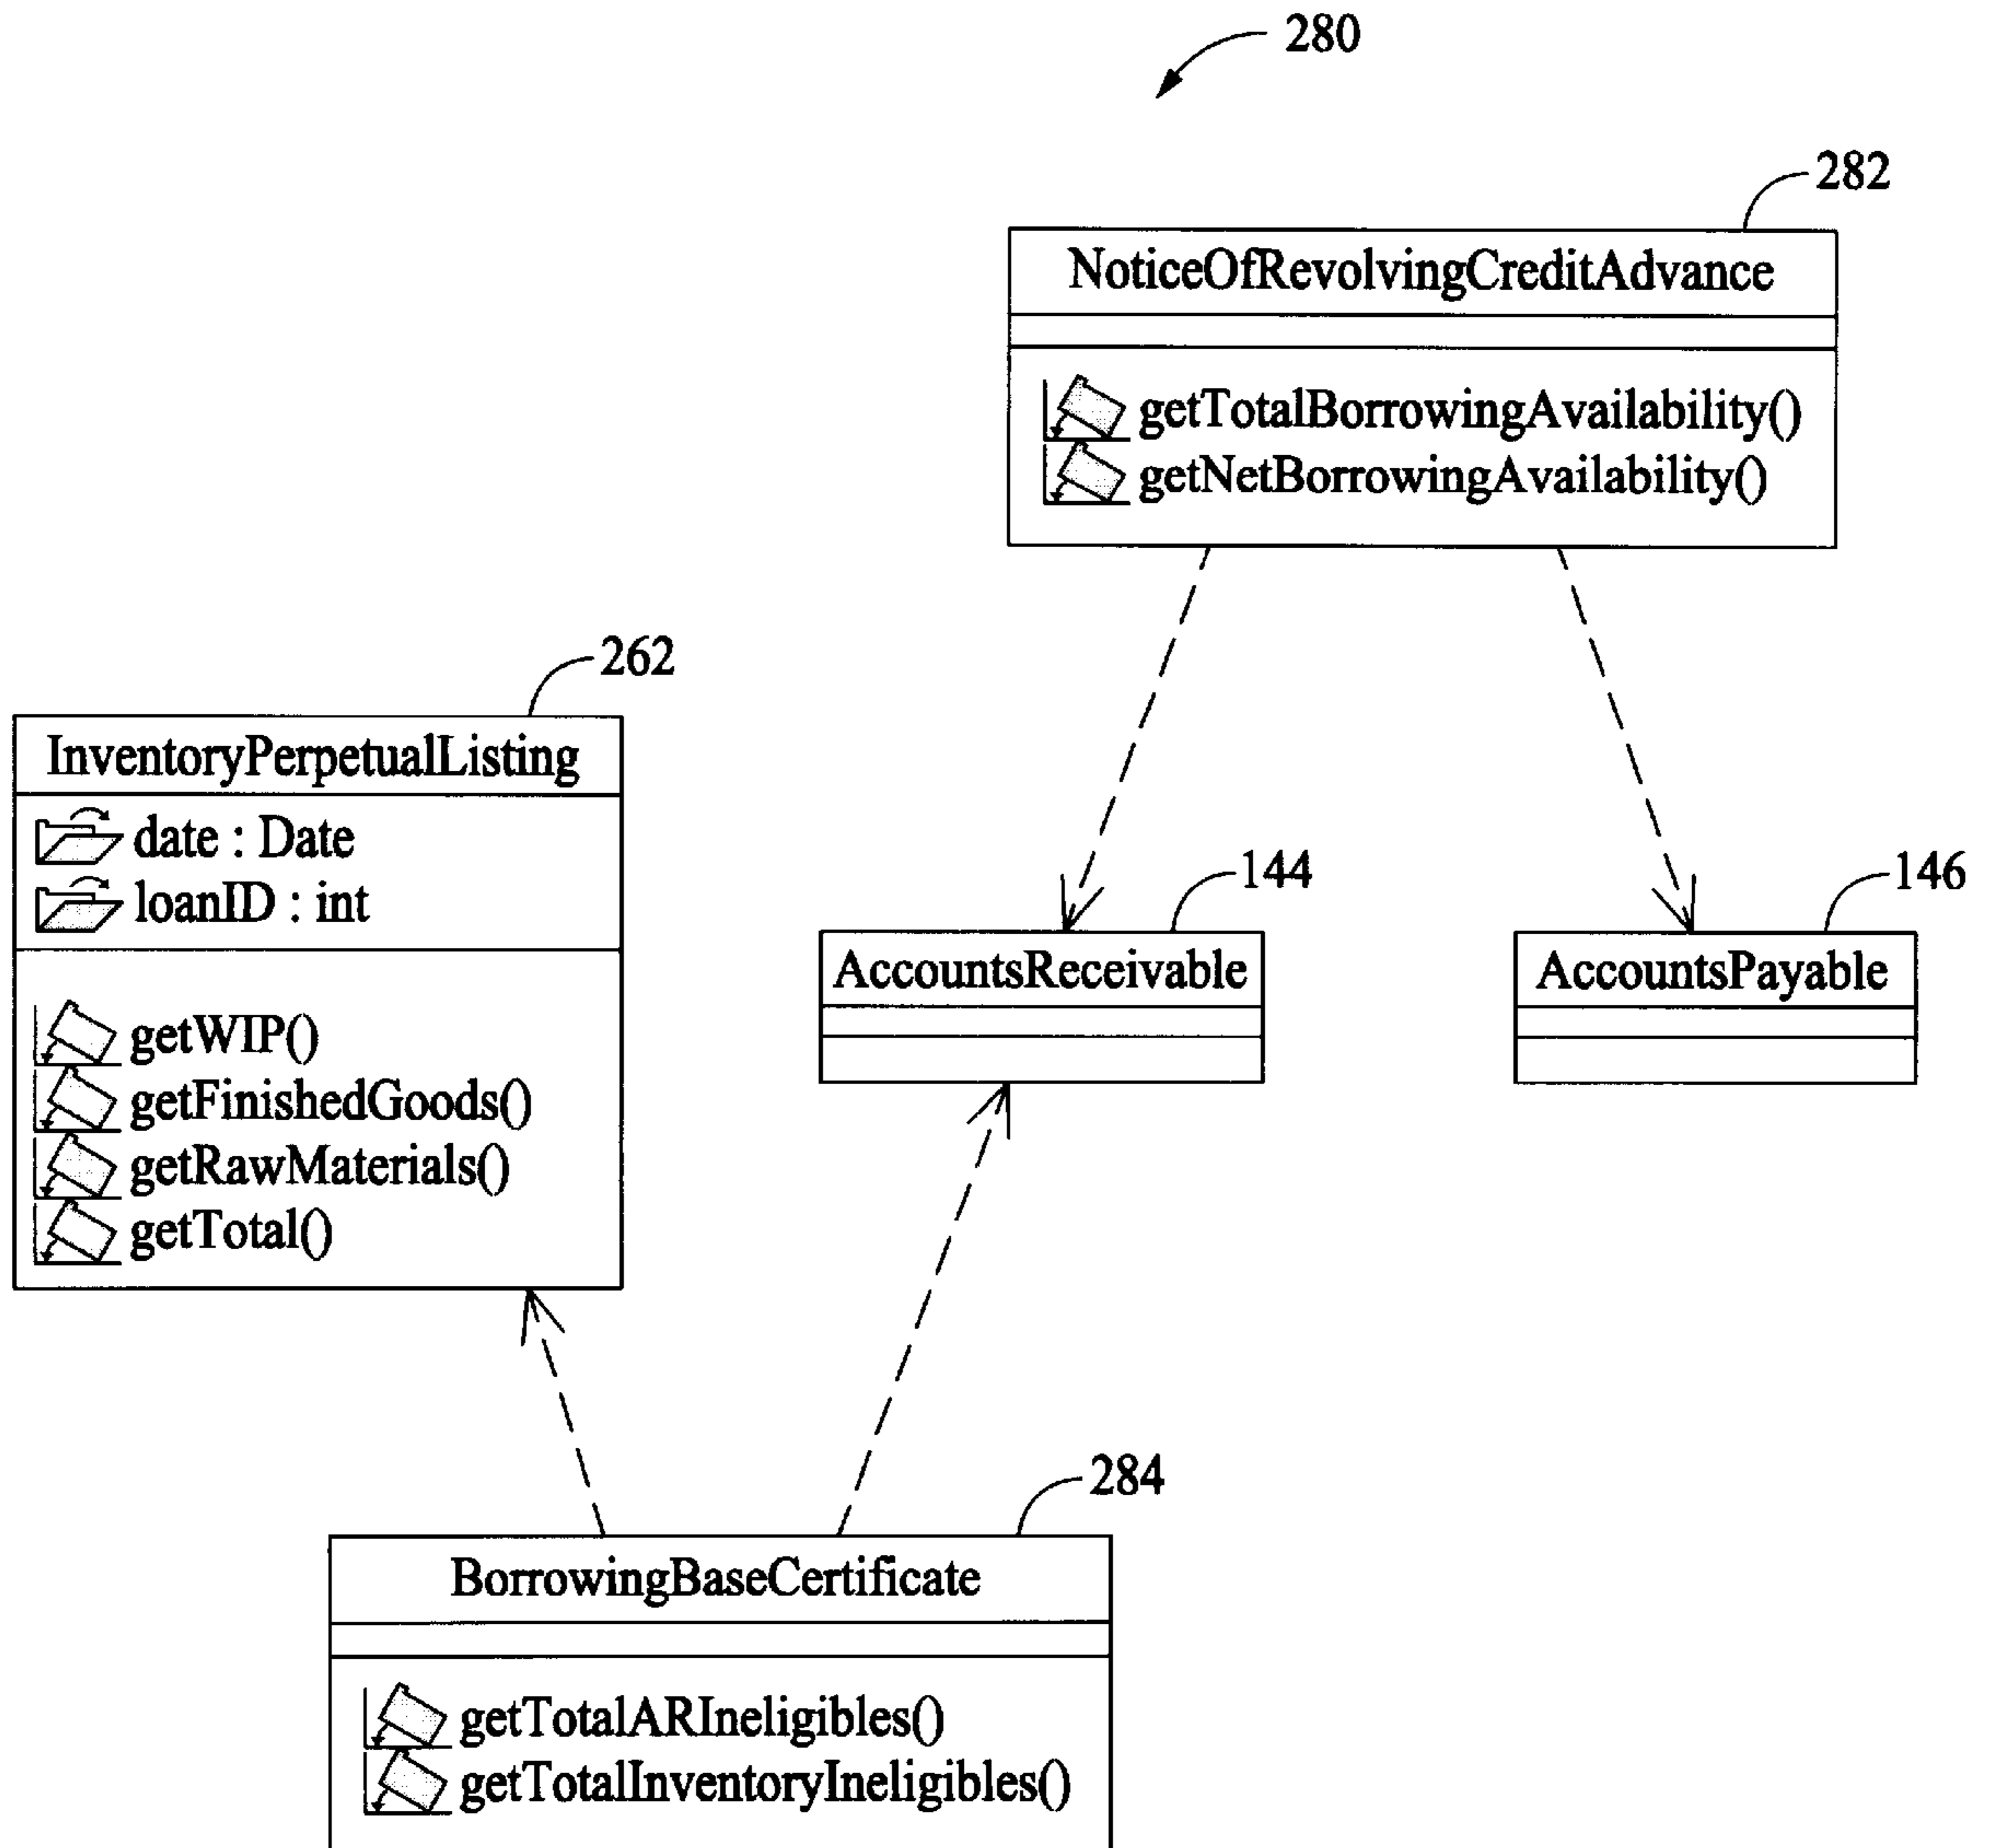 280
282
NoticeOfRevolvingCreditAdvance
getTotalBorrowingAvailability()
getNetBorrowingAvailability()
262
InventoryPerpetualListing
date : Date
loanID : int
getWIP()
getFinishedGoods()
getRawMaterials()
getTotal()
144
AccountsReceivable
146
AccountsPayable
284
BorrowingBaseCertificate
getTotalARIneligibles()
getTotalInventoryIneligibles()